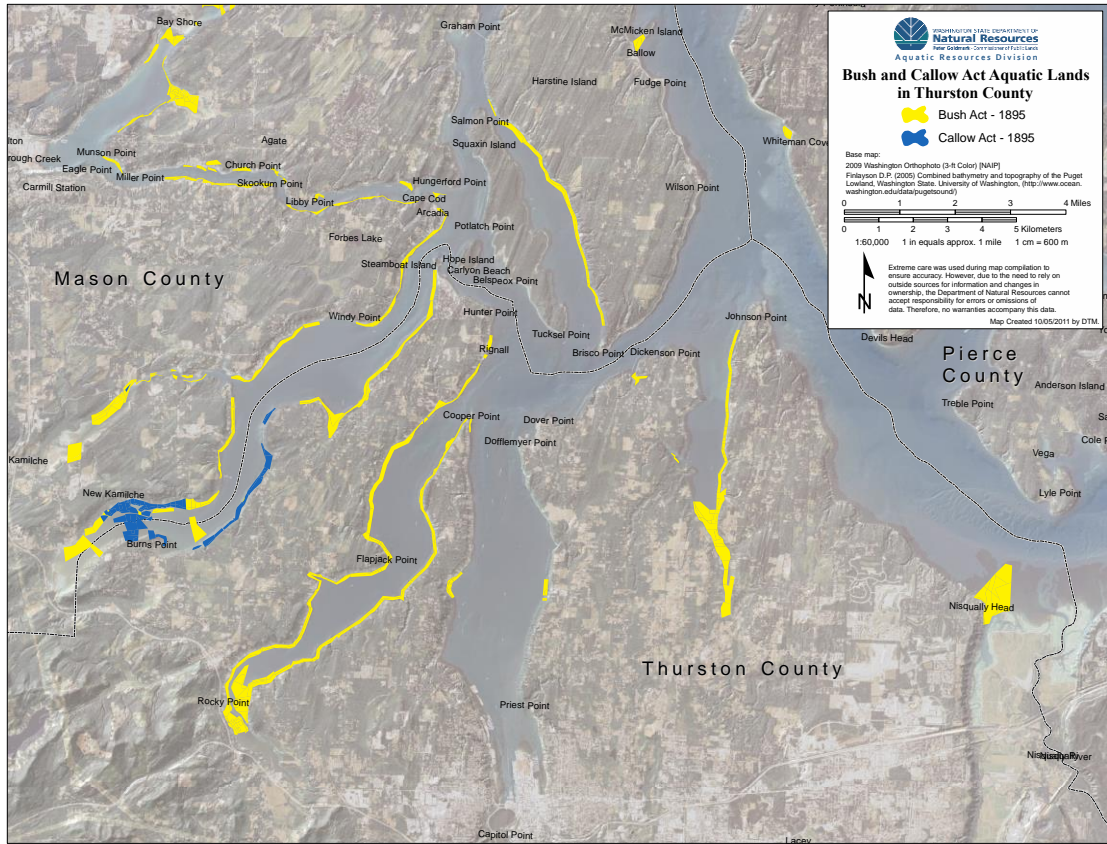 WASHINGTON STATE DEPARTMENT OF
Natural Resources
Peter Goldmark - Commissioner of Public Lands
Aquatic Resources Division
Bush and Callow Act Aquatic Lands
in Thurston County
Bush Act - 1895
Callow Act - 1895
Base map:
2009 Washington Orthophoto (3-ft Color) [NAIP]
Finlayson D.P. (2005) Combined bathymetry and topography of the Puget
Lowland, Washington State. University of Washington, (http://www.ocean.
washington.edu/data/pugetsound/)
0 1 2 3 4 Miles
0 1 2 3 4 5 Kilometers
1:60,000 1 in equals approx. 1 mile 1 cm = 600 m
N
Extreme care was used during map compilation to
ensure accuracy. However, due to the need to rely on
outside sources for information and changes in
ownership, the Department of Natural Resources cannot
accept responsibility for errors or omissions of
data. Therefore, no warranties accompany this data.
Map Created 10/05/2011 by DTM.
Bay Shore
Graham Point
McMicken Island
Ballow
Harstine Island
Fudge Point
Salmon Point
Squaxin Island
Agate
lton
Munson Point
rough Creek
Eagle Point
Miller Point
Church Point
Skookum Point
Carmill Station
Libby Point
Hungerford Point
Cape Cod
Arcadia
Wilson Point
Whiteman Cov
Potlatch Point
Forbes Lake
Steamboat Island
Hope Island
Carlyon Beach
Belspeox Point
Mason County
Windy Point
Hunter Point
Tucksel Point
Rignall
Brisco Point
Dickenson Point
Johnson Point
Devils Head
Pierce
County
Anderson Island
Treble Point
Cooper Point
Dover Point
Dofflemyer Point
Vega
Cole P
Lyle Point
Kamilche
New Kamilche
Burns Point
Flapjack Point
Nisqually Head
Thurston County
Rocky Point
Priest Point
Capitol Point
Lacey